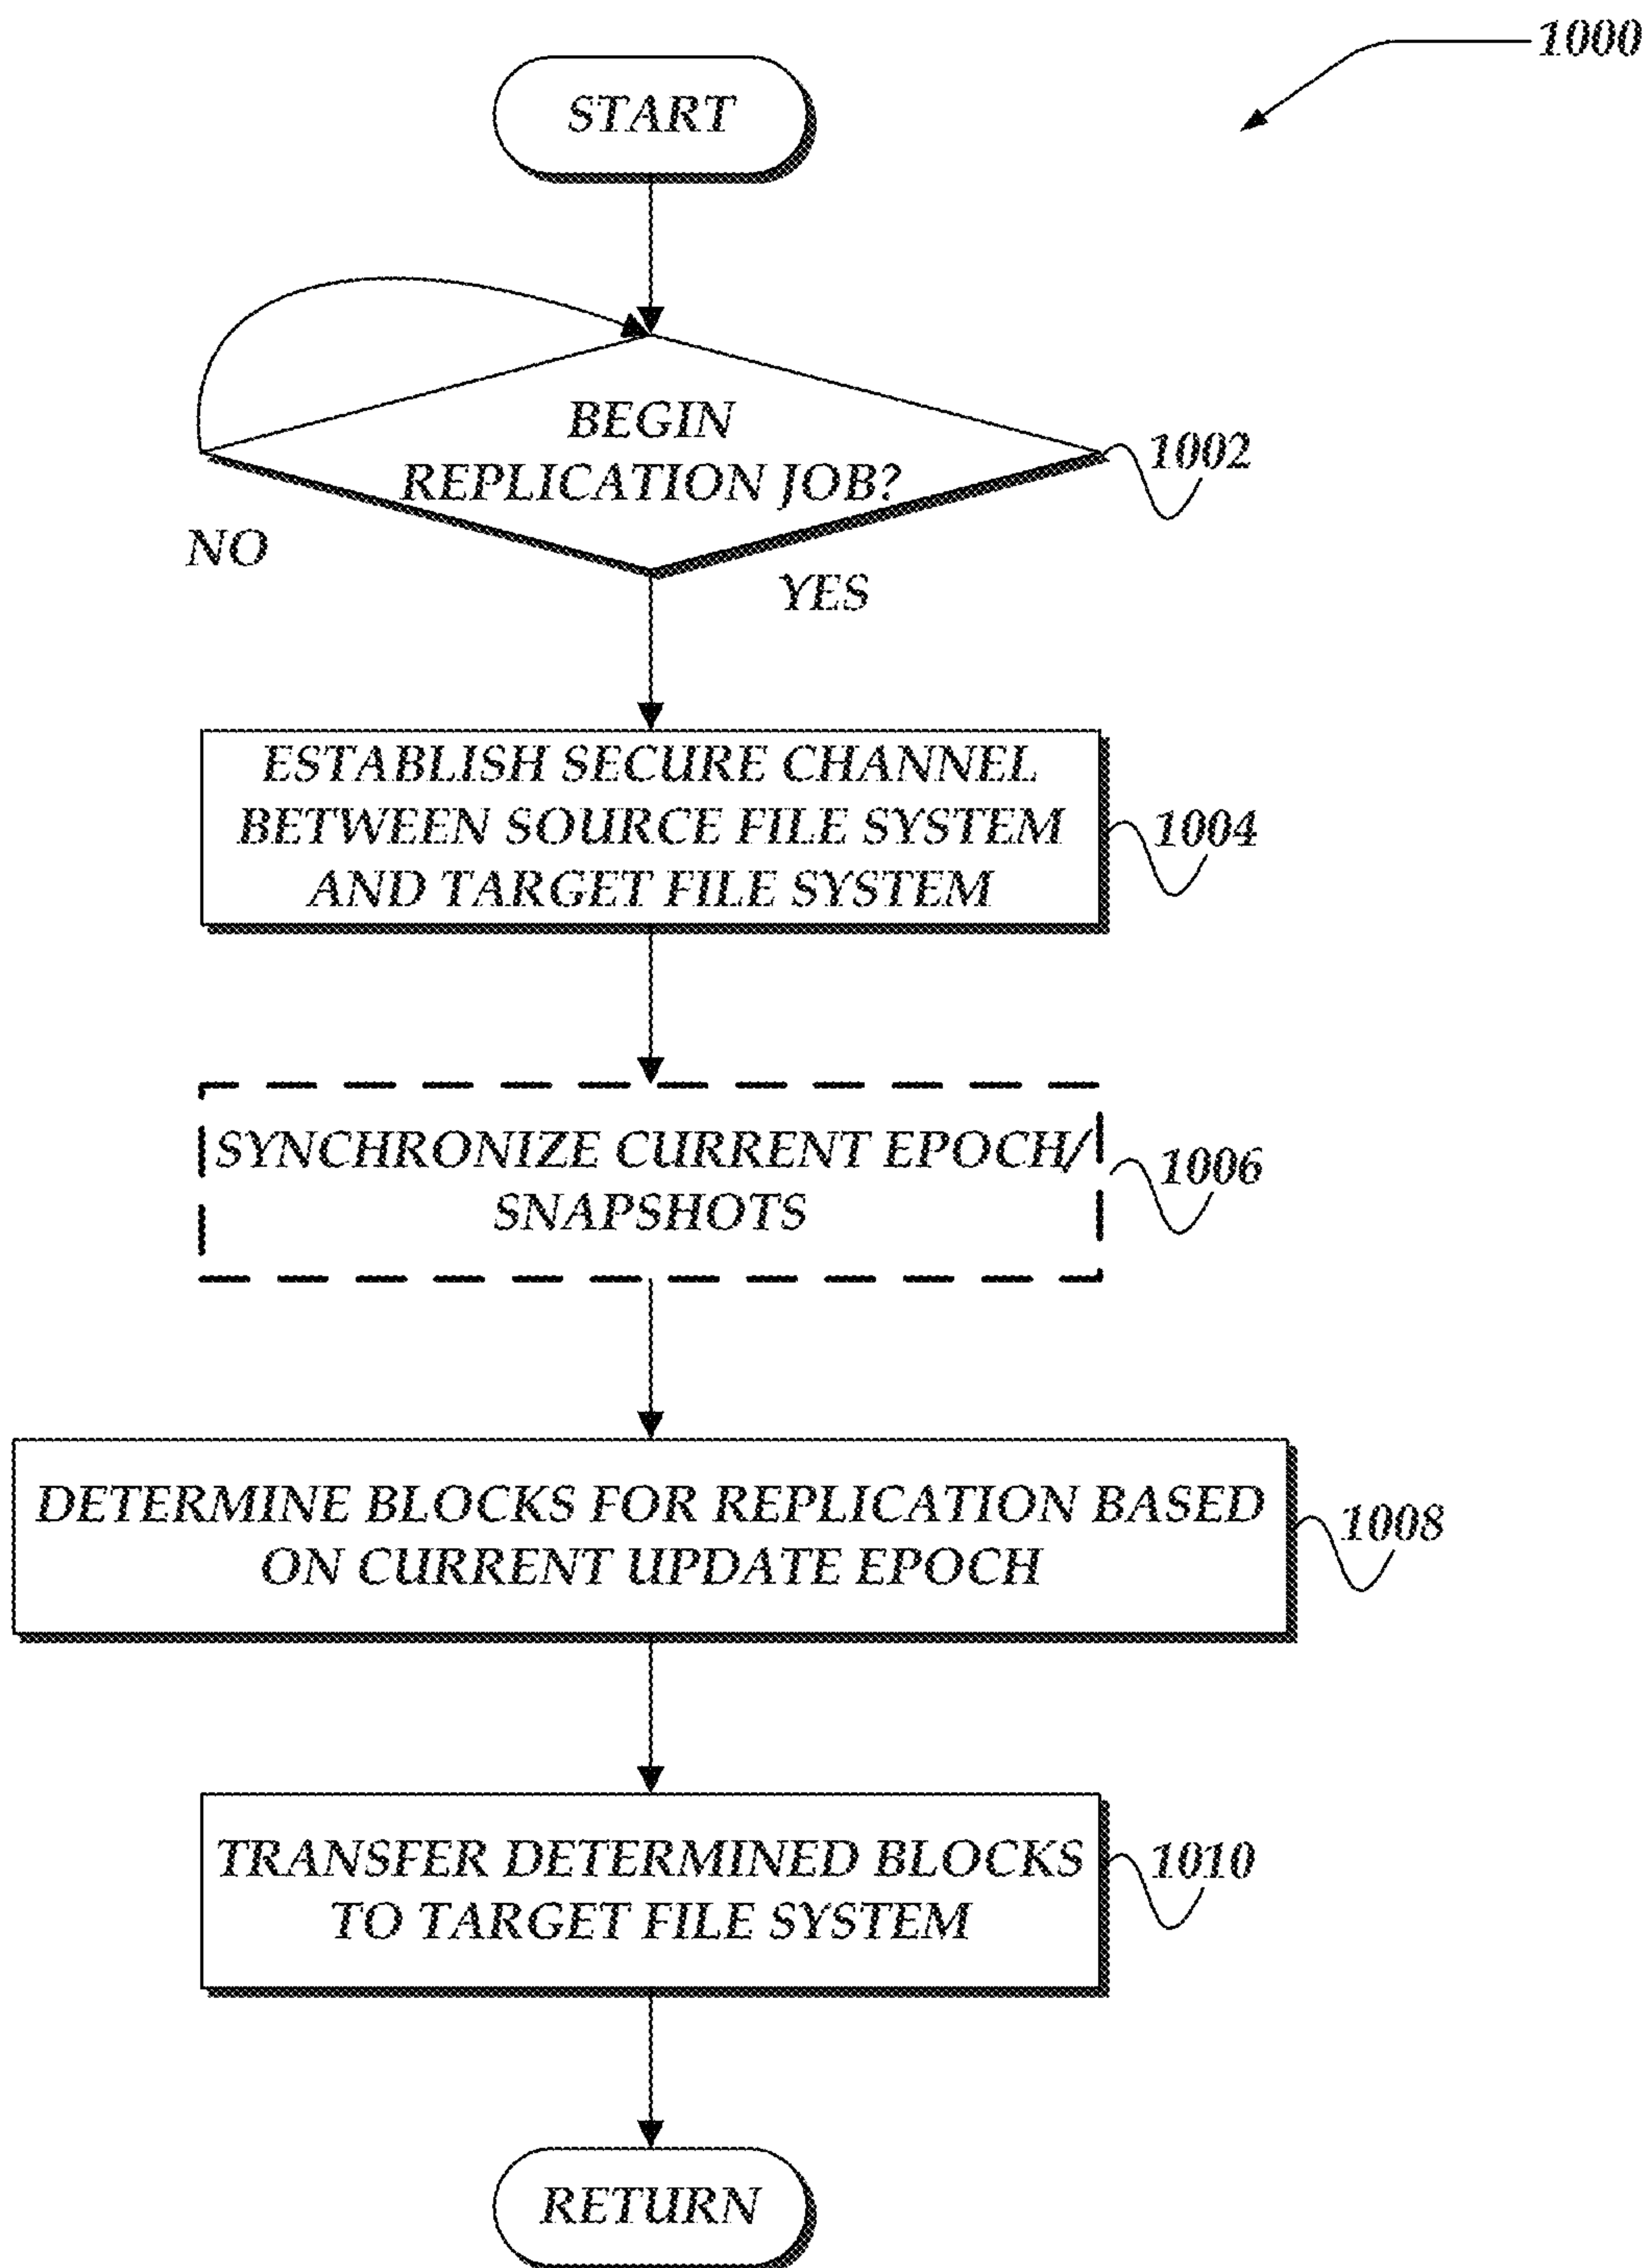 1000
START
BEGIN
REPLICATION JOB?
1002
NO
YES
ESTABLISH SECURE CHANNEL
BETWEEN SOURCE FILE SYSTEM
AND TARGET FILE SYSTEM
1004
SYNCHRONIZE CURRENT EPOCH/
SNAPSHOTS
1006
DETERMINE BLOCKS FOR REPLICATION BASED
ON CURRENT UPDATE EPOCH
1008
TRANSFER DETERMINED BLOCKS
TO TARGET FILE SYSTEM
1010
RETURN